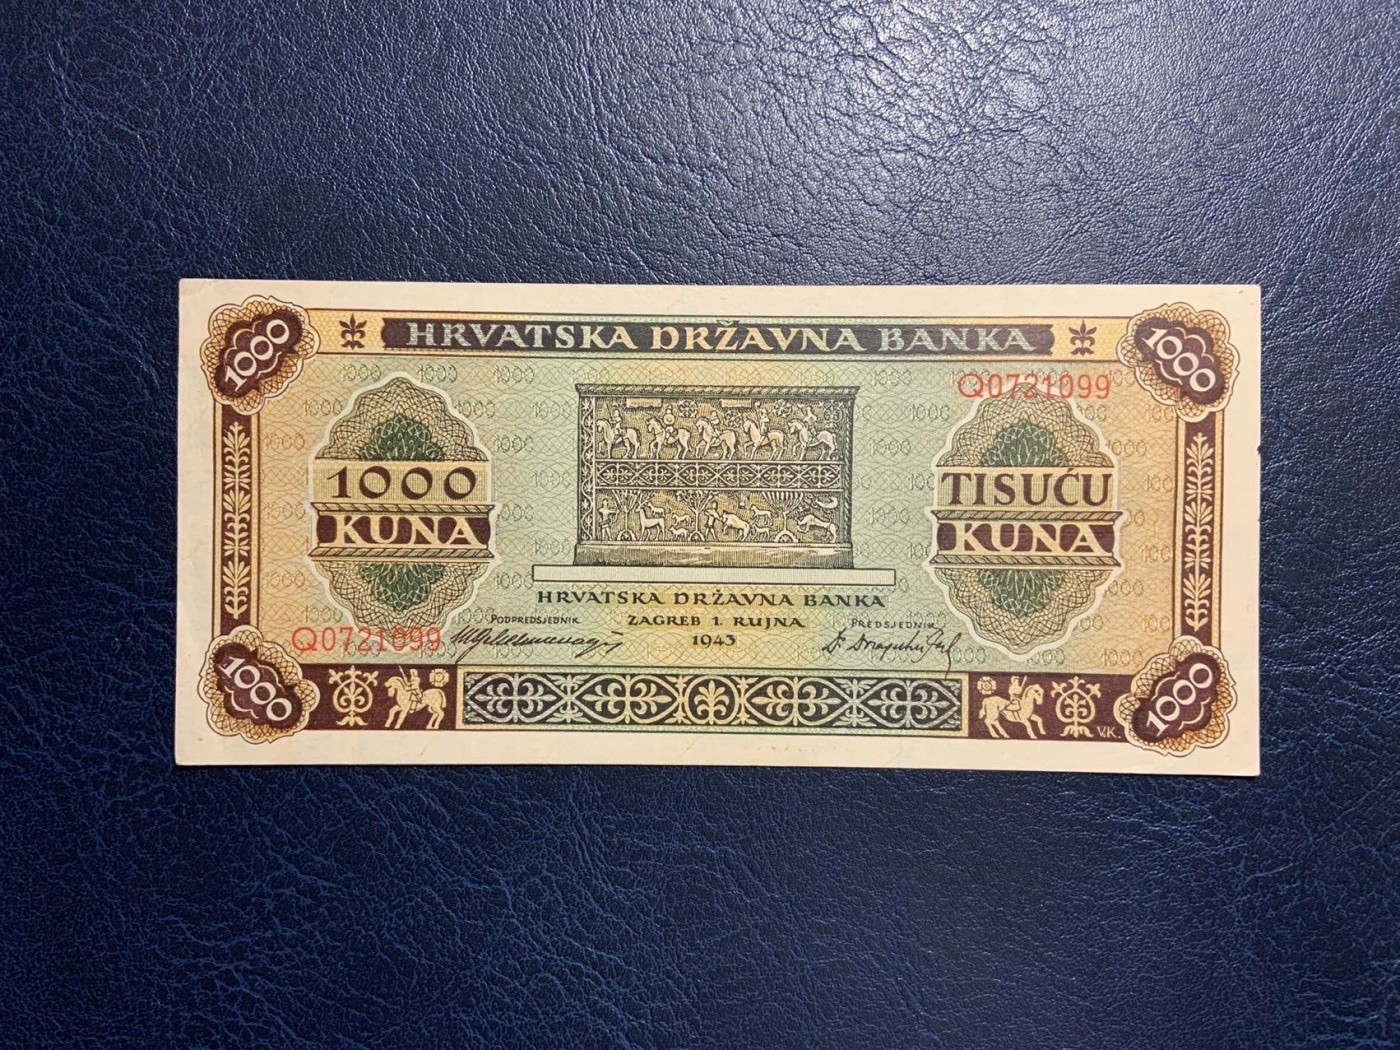 1000
HRVATSKA DRŽAVNA BANKA
1000
Q0721099
1000
KUNA
TISUĆU
KUNA
HRVATSKA DRŽAVNA BANKA
PODPREDSJEDNIK
ZAGREB 1. RUJNA
PREDSJEDNIK
1943
Q0721099
1000
V.K.
1000